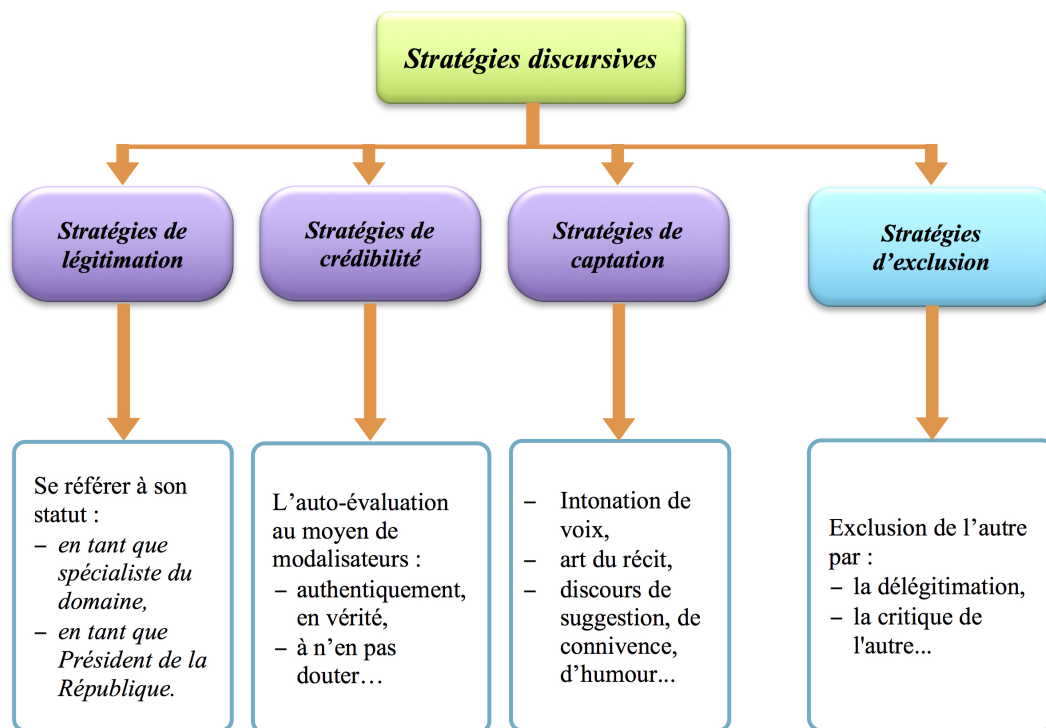 Stratégies discursives
Stratégies de
légitimation
Stratégies de
crédibilité
Stratégies de
captation
Stratégies
d’exclusion
Se référer à son
statut :
– en tant que
spécialiste du
domaine,
– en tant que
Président de la
République.
L’auto-évaluation
au moyen de
modalisateurs :
– authentiquement,
en vérité,
– à n’en pas
douter…
– Intonation de
voix,
– art du récit,
– discours de
suggestion, de
connivence,
d’humour...
Exclusion de l’autre
par :
– la délégitimation,
– la critique de
l'autre...